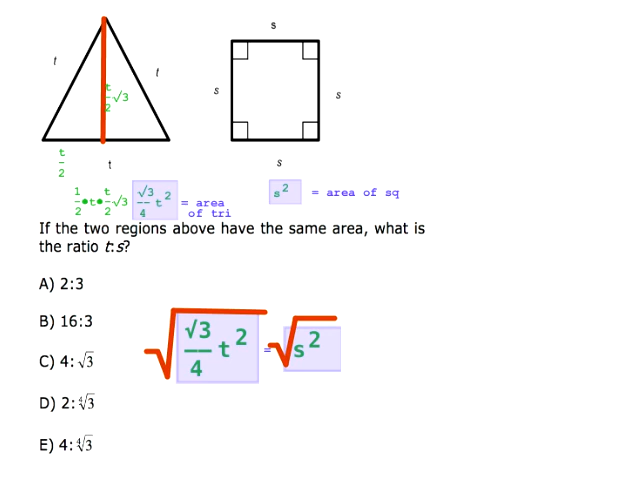 s
t
t
s
s
t/2 √3
t/2
t
s
1/2 • t • t/2 √3
√3/4 t²
= area of tri
s²
= area of sq
If the two regions above have the same area, what is
the ratio t:s?
A) 2:3
B) 16:3
C) 4:√3
D) 2:∜3
E) 4:∜3
√(√3/4 t²) = √(s²)